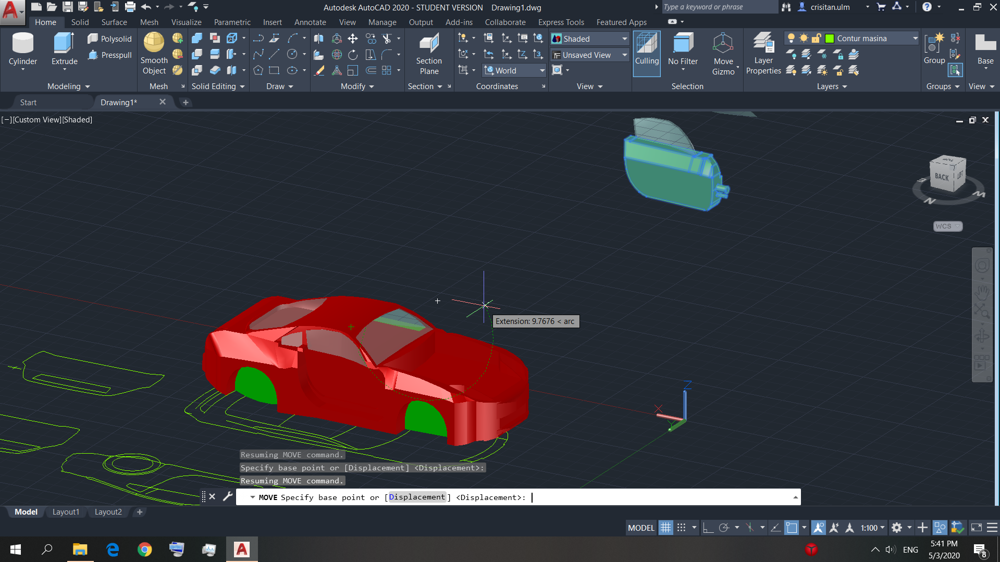 Autodesk AutoCAD 2020 - STUDENT VERSION Drawing1.dwg
Type a keyword or phrase
crisitan.ulm
Home Solid Surface Mesh Visualize Parametric Insert Annotate View Manage Output Add-ins Collaborate Express Tools Featured Apps
Cylinder
Extrude
Polysolid
Presspull
Smooth
Object
Section
Plane
Shaded
Unsaved View
World
Culling
No Filter
Move
Gizmo
Layer
Properties
Contur masina
Group
Base
Modeling
Mesh
Solid Editing
Draw
Modify
Section
Coordinates
View
Selection
Layers
Groups
View
Start
Drawing1*
[−][Custom View][Shaded]
TOP
BACK
LEFT
E
N
M
WCS
Extension: 9.7676 < arc
Z
X
Y
Resuming MOVE command.
Specify base point or [Displacement] <Displacement>:
Resuming MOVE command.
MOVE Specify base point or [Displacement] <Displacement>:
Model Layout1 Layout2
MODEL
1:100
ENG
5:41 PM
5/3/2020
8